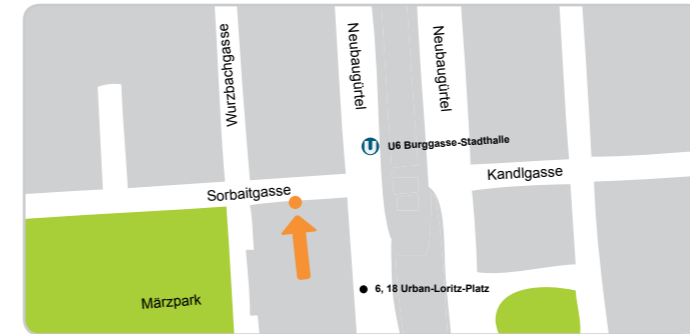 Wurzbachgasse
Neubaugürtel
Neubaugürtel
U
U6 Burggasse-Stadthalle
Kandlgasse
Sorbaitgasse
6, 18 Urban-Loritz-Platz
Märzpark